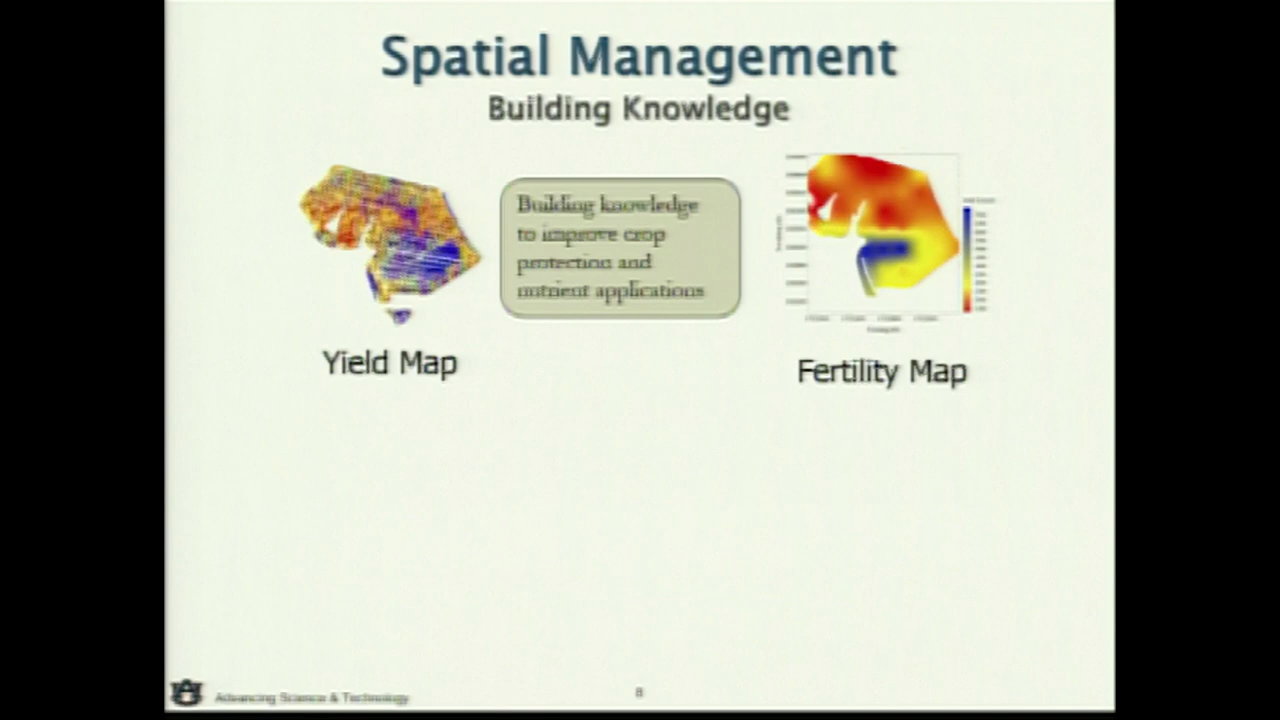 Spatial Management
Building Knowledge
Building knowledge
to improve crop
protection and
nutrient applications
Yield Map
Fertility Map
Advancing Science & Technology
8